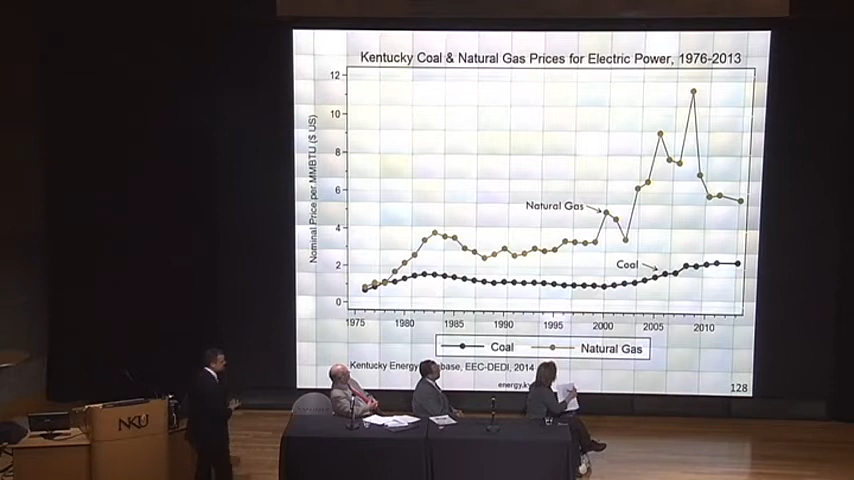 Kentucky Coal & Natural Gas Prices for Electric Power, 1976-2013
Nominal Price per MMBTU ($ US)
12
10
8
6
4
2
0
Natural Gas
Coal
1975 1980 1985 1990 1995 2000 2005 2010
Coal Natural Gas
Kentucky Energy base, EEC-DEDI, 2014
energy.k
128
NKU